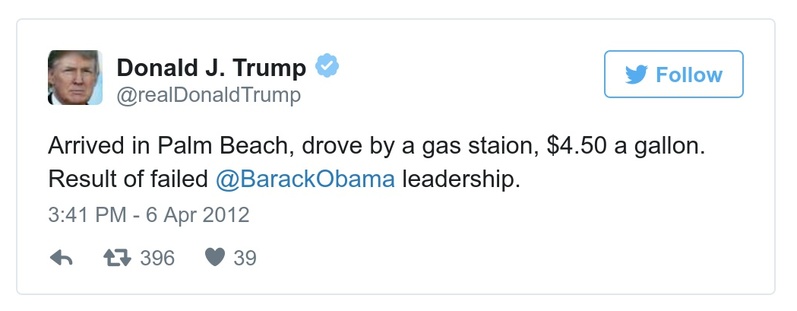 Donald J. Trump
@realDonaldTrump
Follow
Arrived in Palm Beach, drove by a gas staion, $4.50 a gallon.
Result of failed @BarackObama leadership.
3:41 PM - 6 Apr 2012
396 39